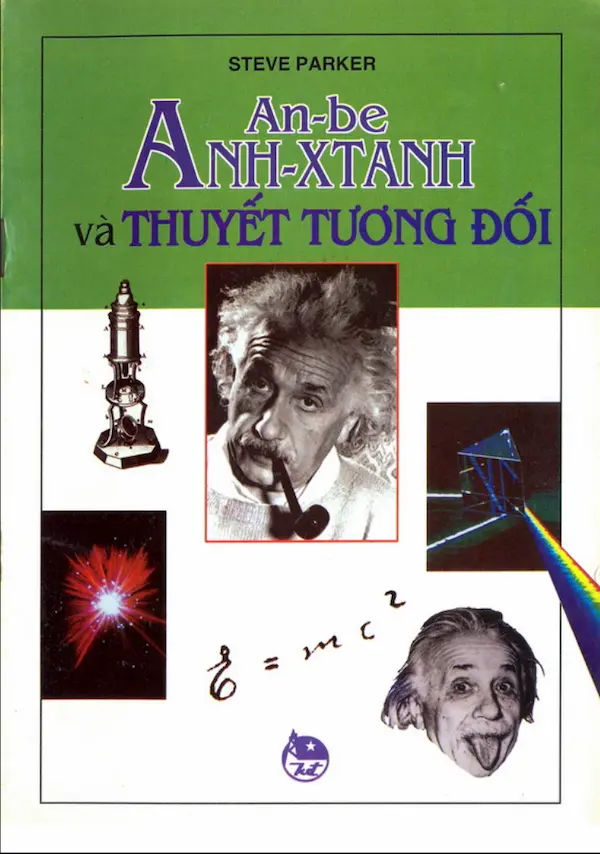 STEVE PARKER
An-be
ANH-XTANH
và THUYẾT TƯƠNG ĐỐI
E = mc²